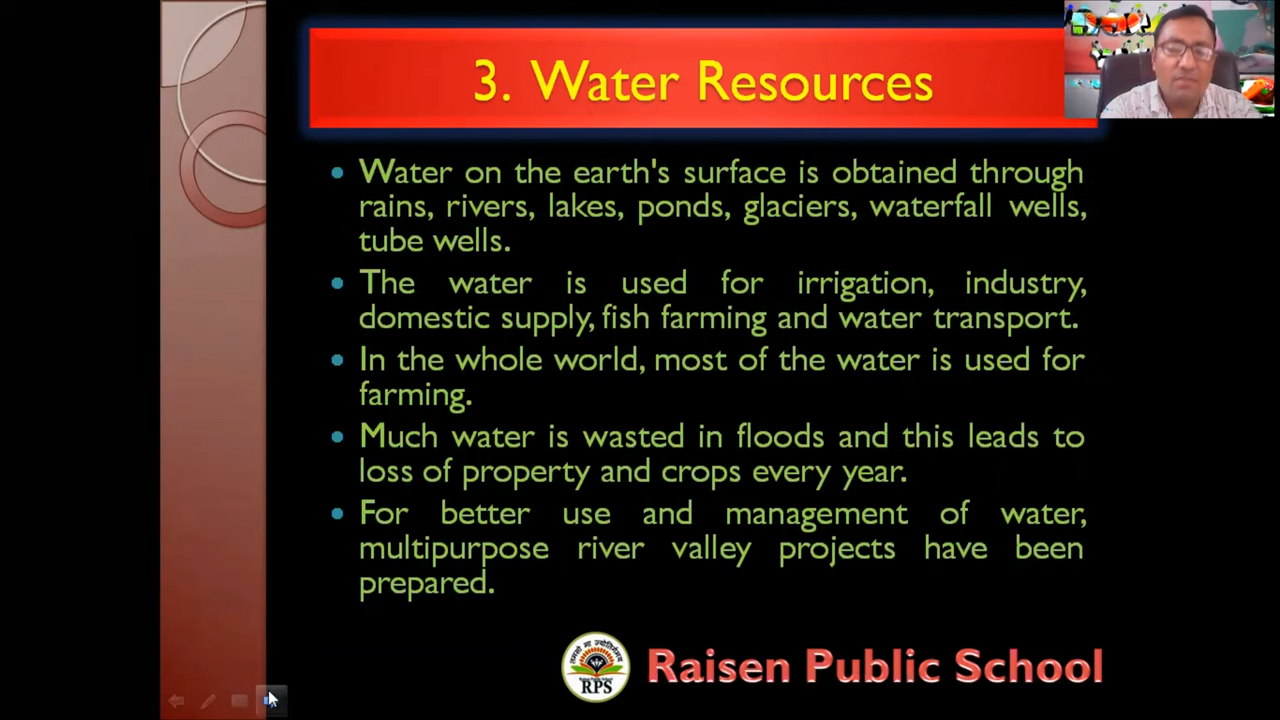 3. Water Resources
Water on the earth's surface is obtained through
rains, rivers, lakes, ponds, glaciers, waterfall wells,
tube wells.
The water is used for irrigation, industry,
domestic supply, fish farming and water transport.
In the whole world, most of the water is used for
farming.
Much water is wasted in floods and this leads to
loss of property and crops every year.
For better use and management of water,
multipurpose river valley projects have been
prepared.
तमसो मा ज्योतिर्गमय
RPS
Raisen Public School